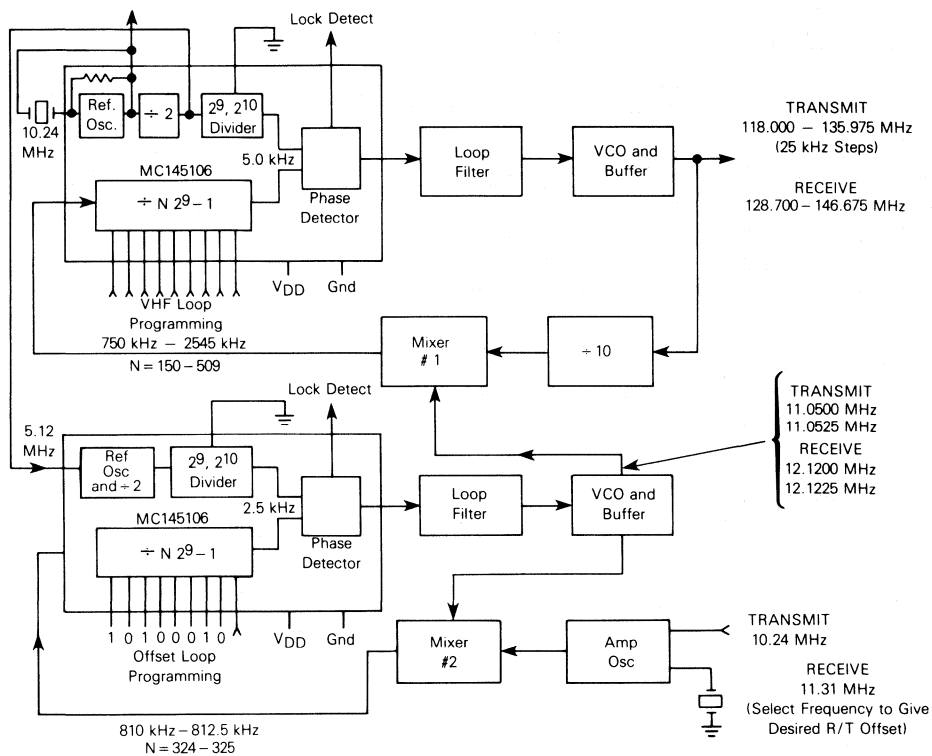 Lock Detect
10.24
MHz
Ref.
Osc.
÷ 2
2⁹, 2¹⁰
Divider
5.0 kHz
MC145106
÷ N 2⁹ – 1
Phase
Detector
Loop
Filter
VCO and
Buffer
TRANSMIT
118.000 – 135.975 MHz
(25 kHz Steps)
RECEIVE
128.700 – 146.675 MHz
VDD
Gnd
VHF Loop
Programming
750 kHz – 2545 kHz
N = 150 – 509
Mixer
# 1
÷ 10
TRANSMIT
11.0500 MHz
11.0525 MHz
RECEIVE
12.1200 MHz
12.1225 MHz
Lock Detect
5.12
MHz
Ref
Osc
and ÷ 2
2⁹, 2¹⁰
Divider
2.5 kHz
MC145106
÷ N 2⁹ – 1
Phase
Detector
Loop
Filter
VCO and
Buffer
1 0 1 0 0 0 1 0
VDD
Gnd
Offset Loop
Programming
810 kHz – 812.5 kHz
N = 324 – 325
Mixer
#2
Amp
Osc
TRANSMIT
10.24 MHz
RECEIVE
11.31 MHz
(Select Frequency to Give
Desired R/T Offset)